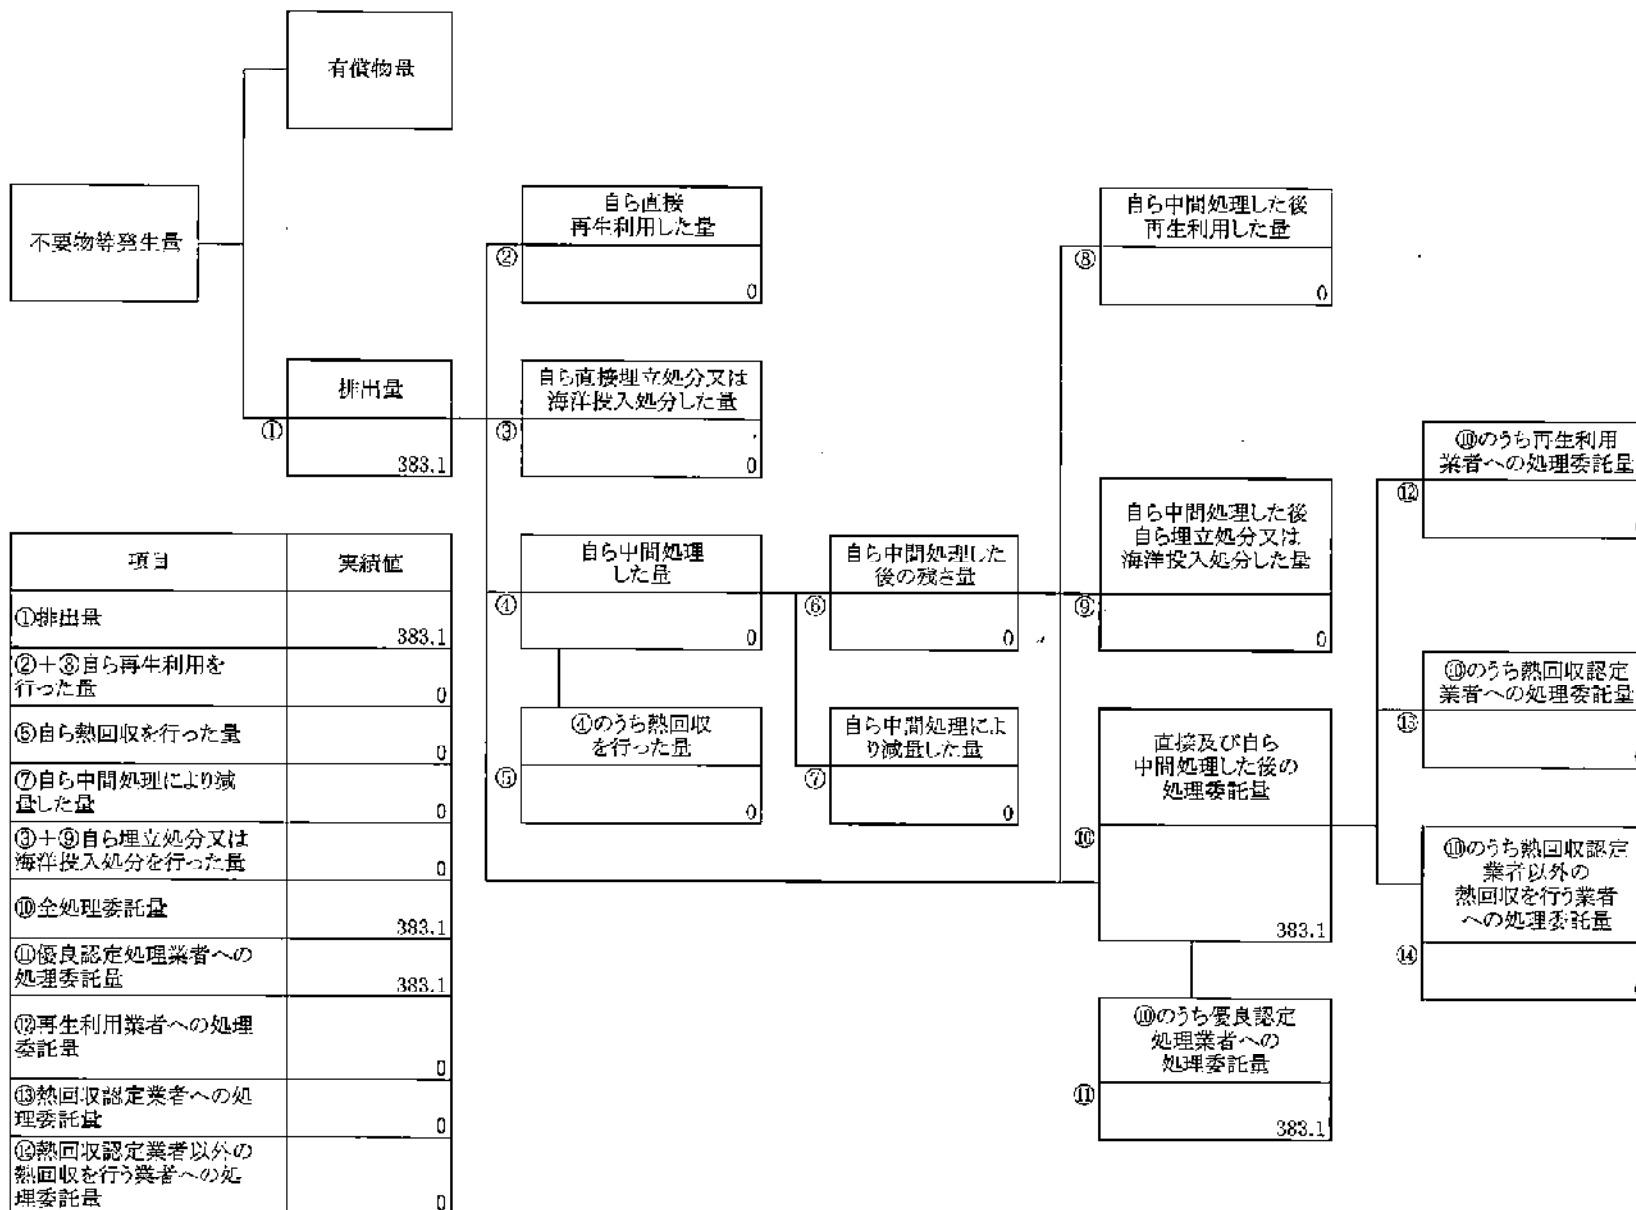 有償物量
不要物等発生量
自ら直接
再生利用した量
②
0
自ら中間処理した後
再生利用した量
⑧
0
排出量
①
383.1
自ら直接埋立処分又は
海洋投入処分した量
③
0
⑩のうち再生利用
業者への処理委託量
⑫
自ら中間処理
した量
④
0
自ら中間処理した
後の残さ量
⑥
0
自ら中間処理した後
自ら埋立処分又は
海洋投入処分した量
⑨
0
④のうち熱回収
を行った量
⑤
0
自ら中間処理によ
り減量した量
⑦
0
直接及び自ら
中間処理した後の
処理委託量
⑩
383.1
⑩のうち熱回収認定
業者への処理委託量
⑬
⑩のうち熱回収認定
業者以外の
熱回収を行う業者
への処理委託量
⑭
⑩のうち優良認定
処理業者への
処理委託量
⑪
383.1
項目 実績値
①排出量 383.1
②+⑧自ら再生利用を
行った量 0
⑤自ら熱回収を行った量 0
⑦自ら中間処理により減
量した量 0
③+⑨自ら埋立処分又は
海洋投入処分を行った量 0
⑩全処理委託量 383.1
⑪優良認定処理業者への
処理委託量 383.1
⑫再生利用業者への処理
委託量 0
⑬熱回収認定業者への処
理委託量 0
⑭熱回収認定業者以外の
熱回収を行う業者への処
理委託量 0